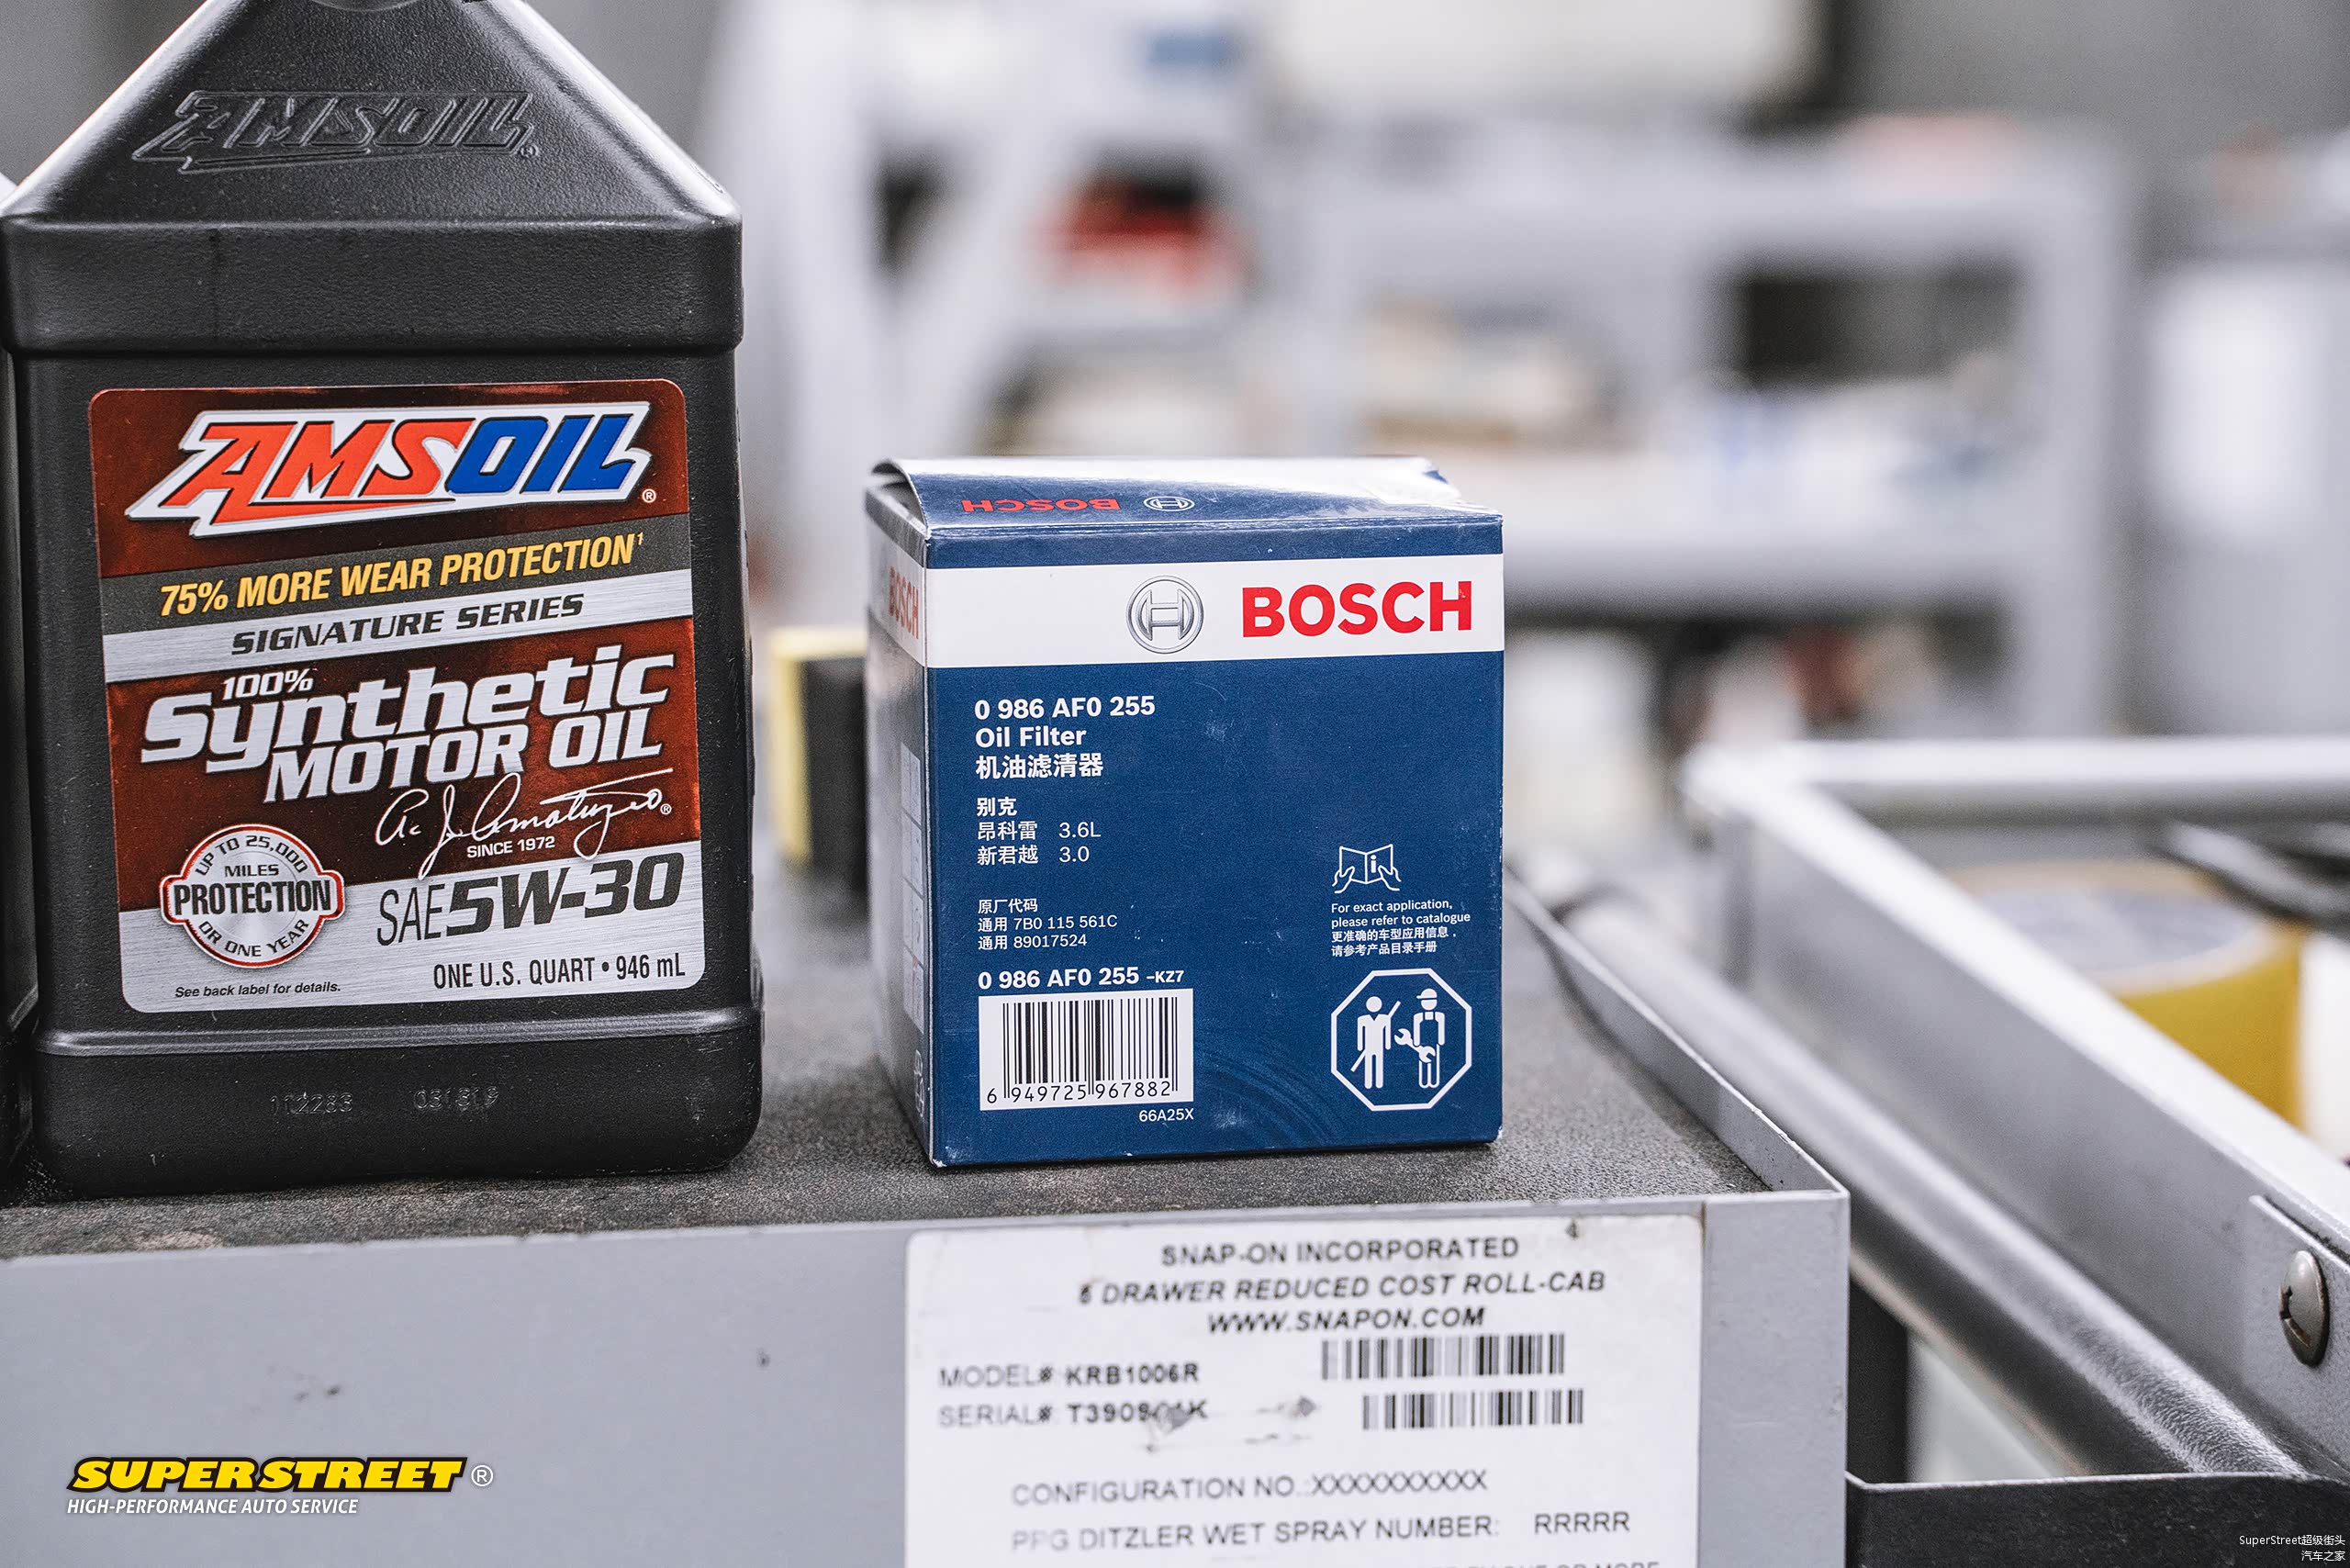 AMSOIL
AMSOIL®
75% MORE WEAR PROTECTION¹
SIGNATURE SERIES
100%
Synthetic
MOTOR OIL
A. J. Amatuzio®
SINCE 1972
UP TO 25,000
MILES
PROTECTION
OR ONE YEAR
SAE 5W-30
ONE U.S. QUART • 946 mL
See back label for details.
BOSCH
BOSCH
BOSCH
0 986 AF0 255
Oil Filter
机油滤清器
别克
昂科雷 3.6L
新君越 3.0
原厂代码
通用 7B0 115 561C
通用 89017524
For exact application,
please refer to catalogue
更准确的车型应用信息，
请参考产品目录手册
0 986 AF0 255 -KZ7
6 949725 967882
66A25X
SNAP-ON INCORPORATED
DRAWER REDUCED COST ROLL-CAB
WWW.SNAPON.COM
MODEL# KRB1006R
SERIAL#
CONFIGURATION NO.:XXXXXXXXXX
PPG DITZLER WET SPRAY NUMBER: RRRRR
SUPER STREET®
HIGH-PERFORMANCE AUTO SERVICE
SuperStreet超级街头
汽车之家